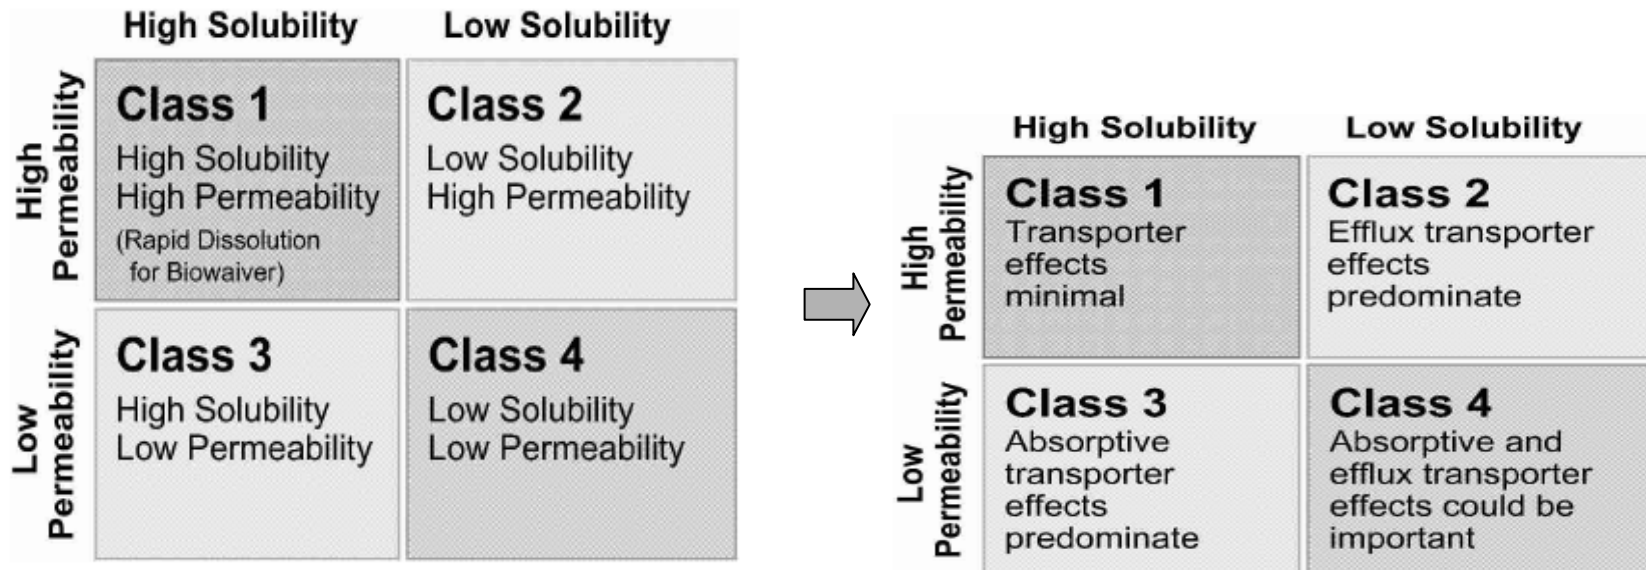 High Solubility
Low Solubility
High
Permeability
Class 1
High Solubility
High Permeability
(Rapid Dissolution
for Biowaiver)
Class 2
Low Solubility
High Permeability
Low
Permeability
Class 3
High Solubility
Low Permeability
Class 4
Low Solubility
Low Permeability
High Solubility
Low Solubility
High
Permeability
Class 1
Transporter
effects
minimal
Class 2
Efflux transporter
effects
predominate
Low
Permeability
Class 3
Absorptive
transporter
effects
predominate
Class 4
Absorptive and
efflux transporter
effects could be
important